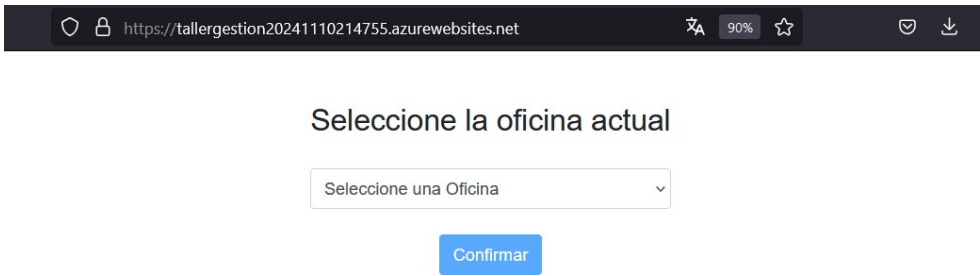 https://tallergestion20241110214755.azurewebsites.net 90%
Seleccione la oficina actual
Seleccione una Oficina
Confirmar